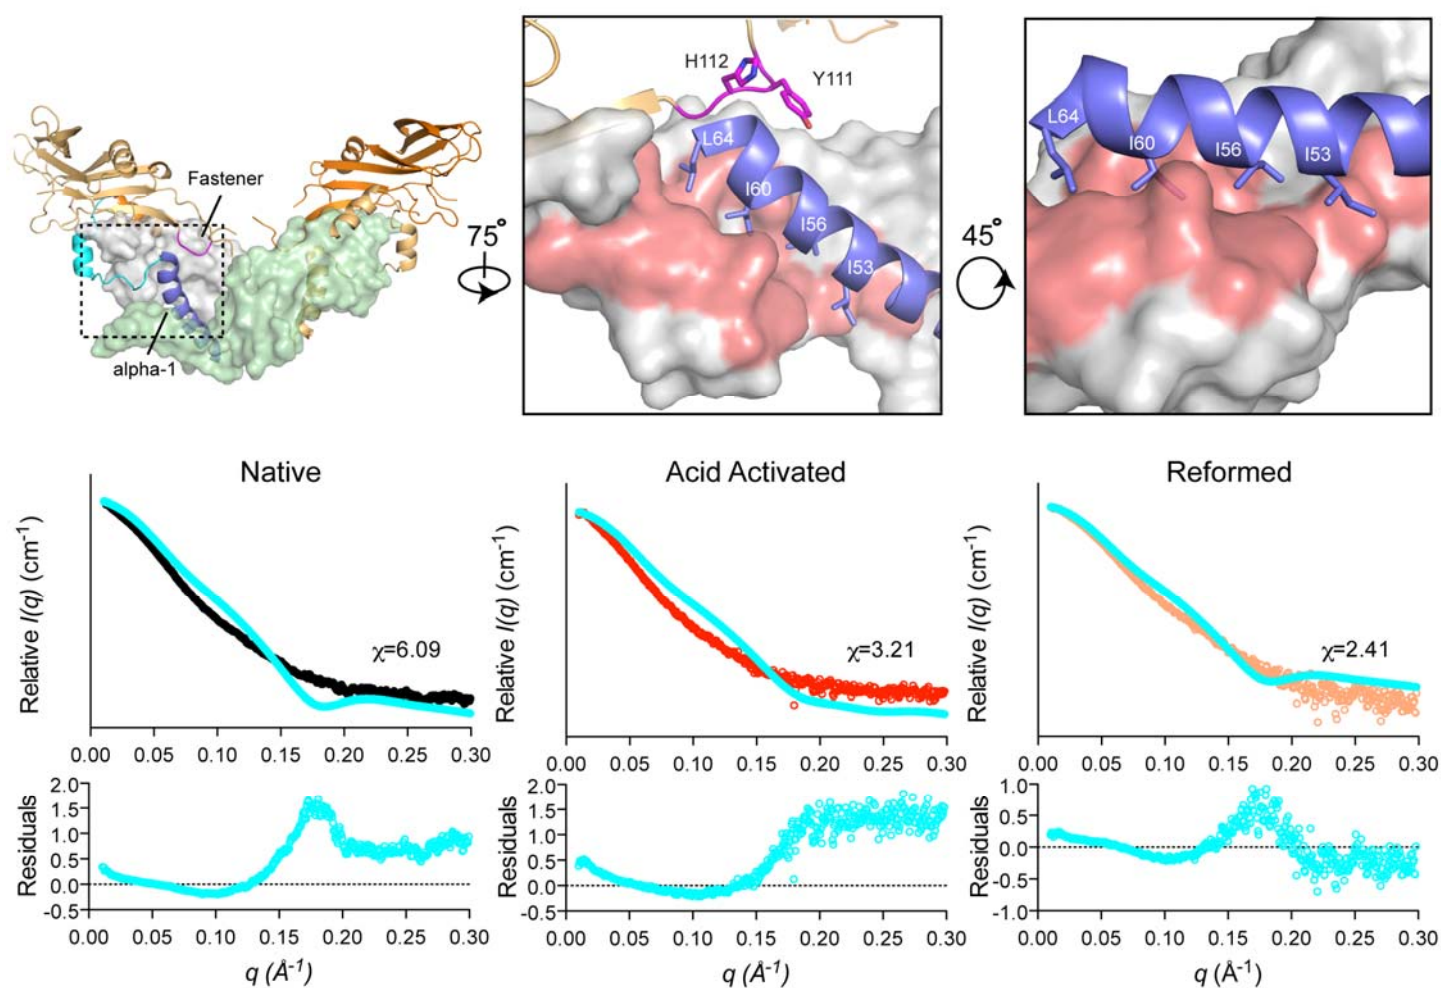 Fastener
alpha-1
75°
H112
Y111
L64
I60
I56
I53
45°
L64
I60
I56
I53
Native
Relative I(q) (cm-1)
χ=6.09
0.00 0.05 0.10 0.15 0.20 0.25 0.30
Acid Activated
Relative I(q) (cm-1)
χ=3.21
0.00 0.05 0.10 0.15 0.20 0.25 0.30
Reformed
Relative I(q) (cm-1)
χ=2.41
0.00 0.05 0.10 0.15 0.20 0.25 0.30
Residuals
2.0
1.5
1.0
0.5
0.0
-0.5
0.00 0.05 0.10 0.15 0.20 0.25 0.30
q (Å-1)
Residuals
2.0
1.5
1.0
0.5
0.0
-0.5
0.00 0.05 0.10 0.15 0.20 0.25 0.30
q (Å-1)
Residuals
1.0
0.5
0.0
-0.5
-1.0
0.00 0.05 0.10 0.15 0.20 0.25 0.30
q (Å-1)